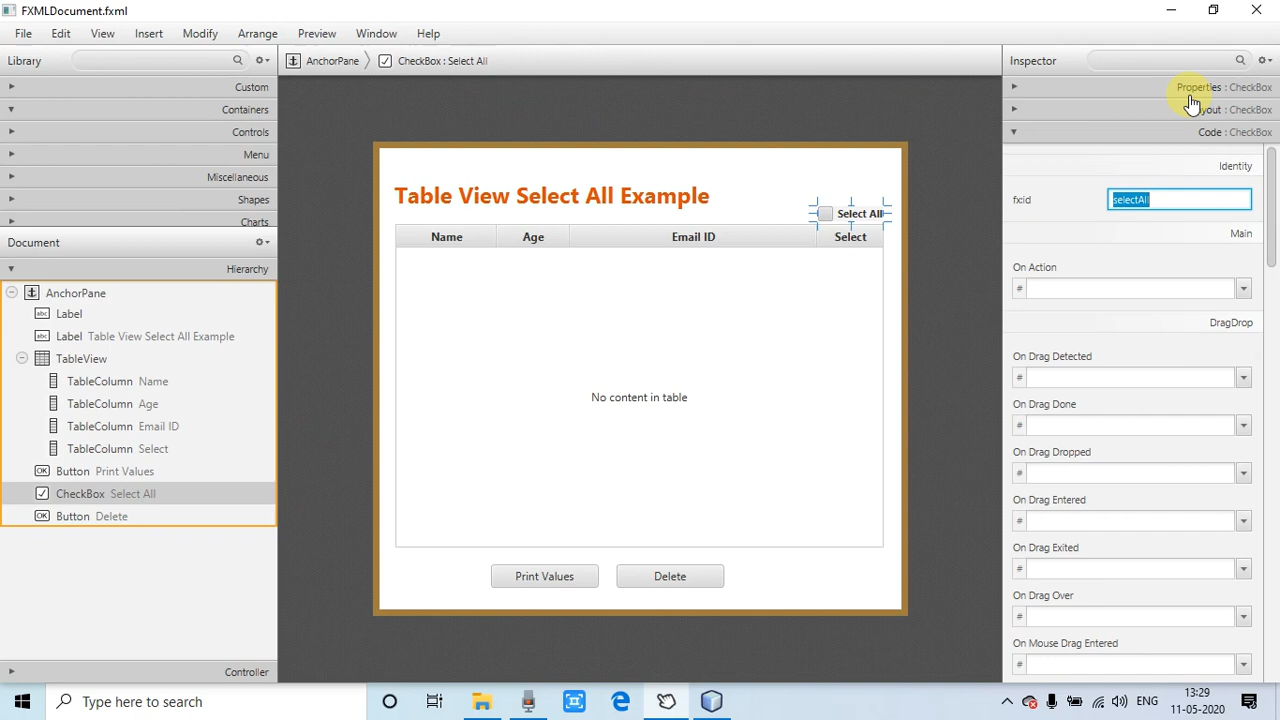 FXMLDocument.fxml
File Edit View Insert Modify Arrange Preview Window Help
Library
Custom
Containers
Controls
Menu
Miscellaneous
Shapes
Charts
Document
Hierarchy
AnchorPane
Label
Label Table View Select All Example
TableView
TableColumn Name
TableColumn Age
TableColumn Email ID
TableColumn Select
Button Print Values
CheckBox Select All
Button Delete
Controller
AnchorPane CheckBox : Select All
Table View Select All Example
Select All
Name Age Email ID Select
No content in table
Print Values Delete
Inspector
Properties : CheckBox
Layout : CheckBox
Code : CheckBox
Identity
fx:id selectAll
Main
On Action
#
DragDrop
On Drag Detected
#
On Drag Done
#
On Drag Dropped
#
On Drag Entered
#
On Drag Exited
#
On Drag Over
#
On Mouse Drag Entered
#
Type here to search
ENG
13:29
11-05-2020